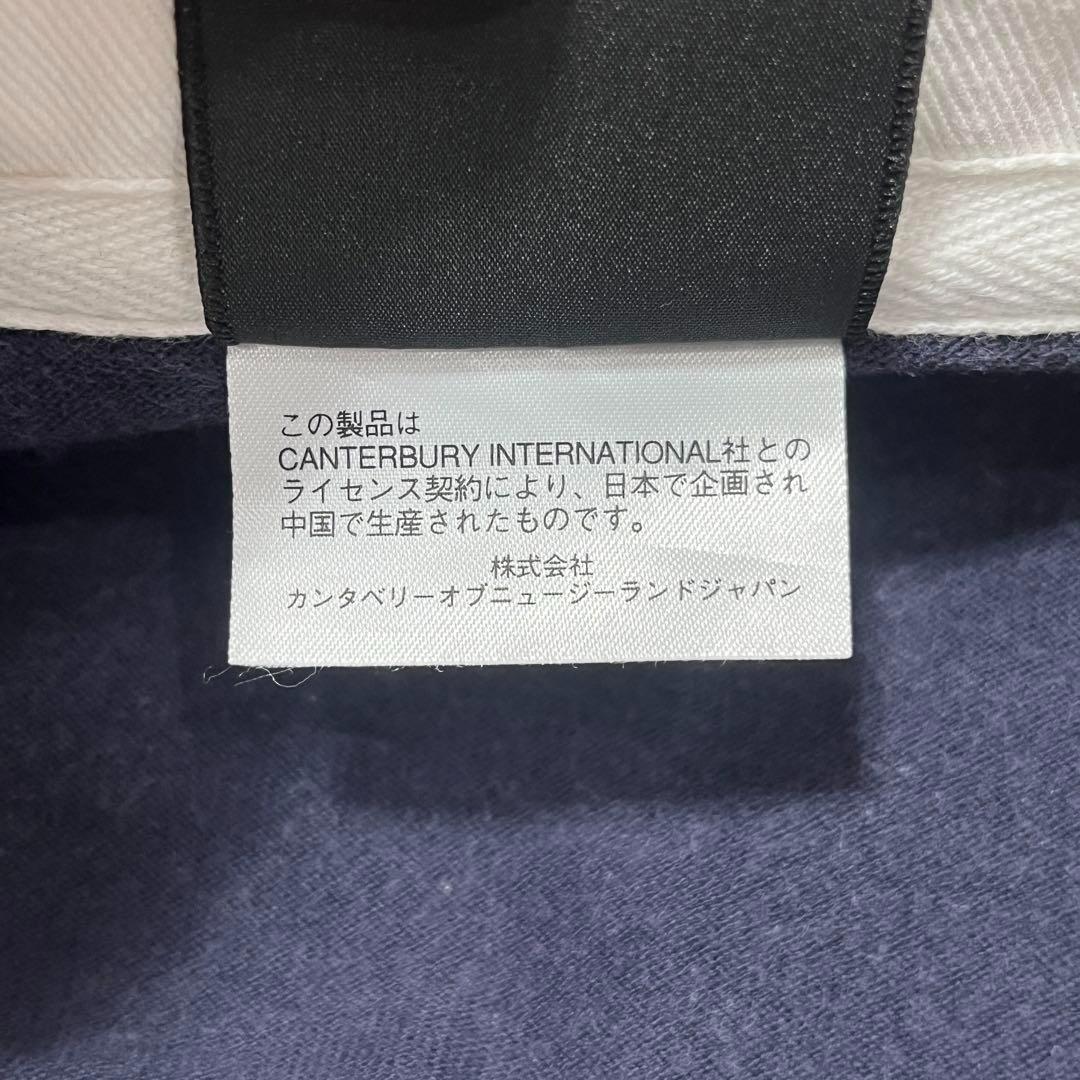 この製品は
CANTERBURY INTERNATIONAL社との
ライセンス契約により、日本で企画され
中国で生産されたものです。
株式会社
カンタベリーオブニュージーランドジャパン